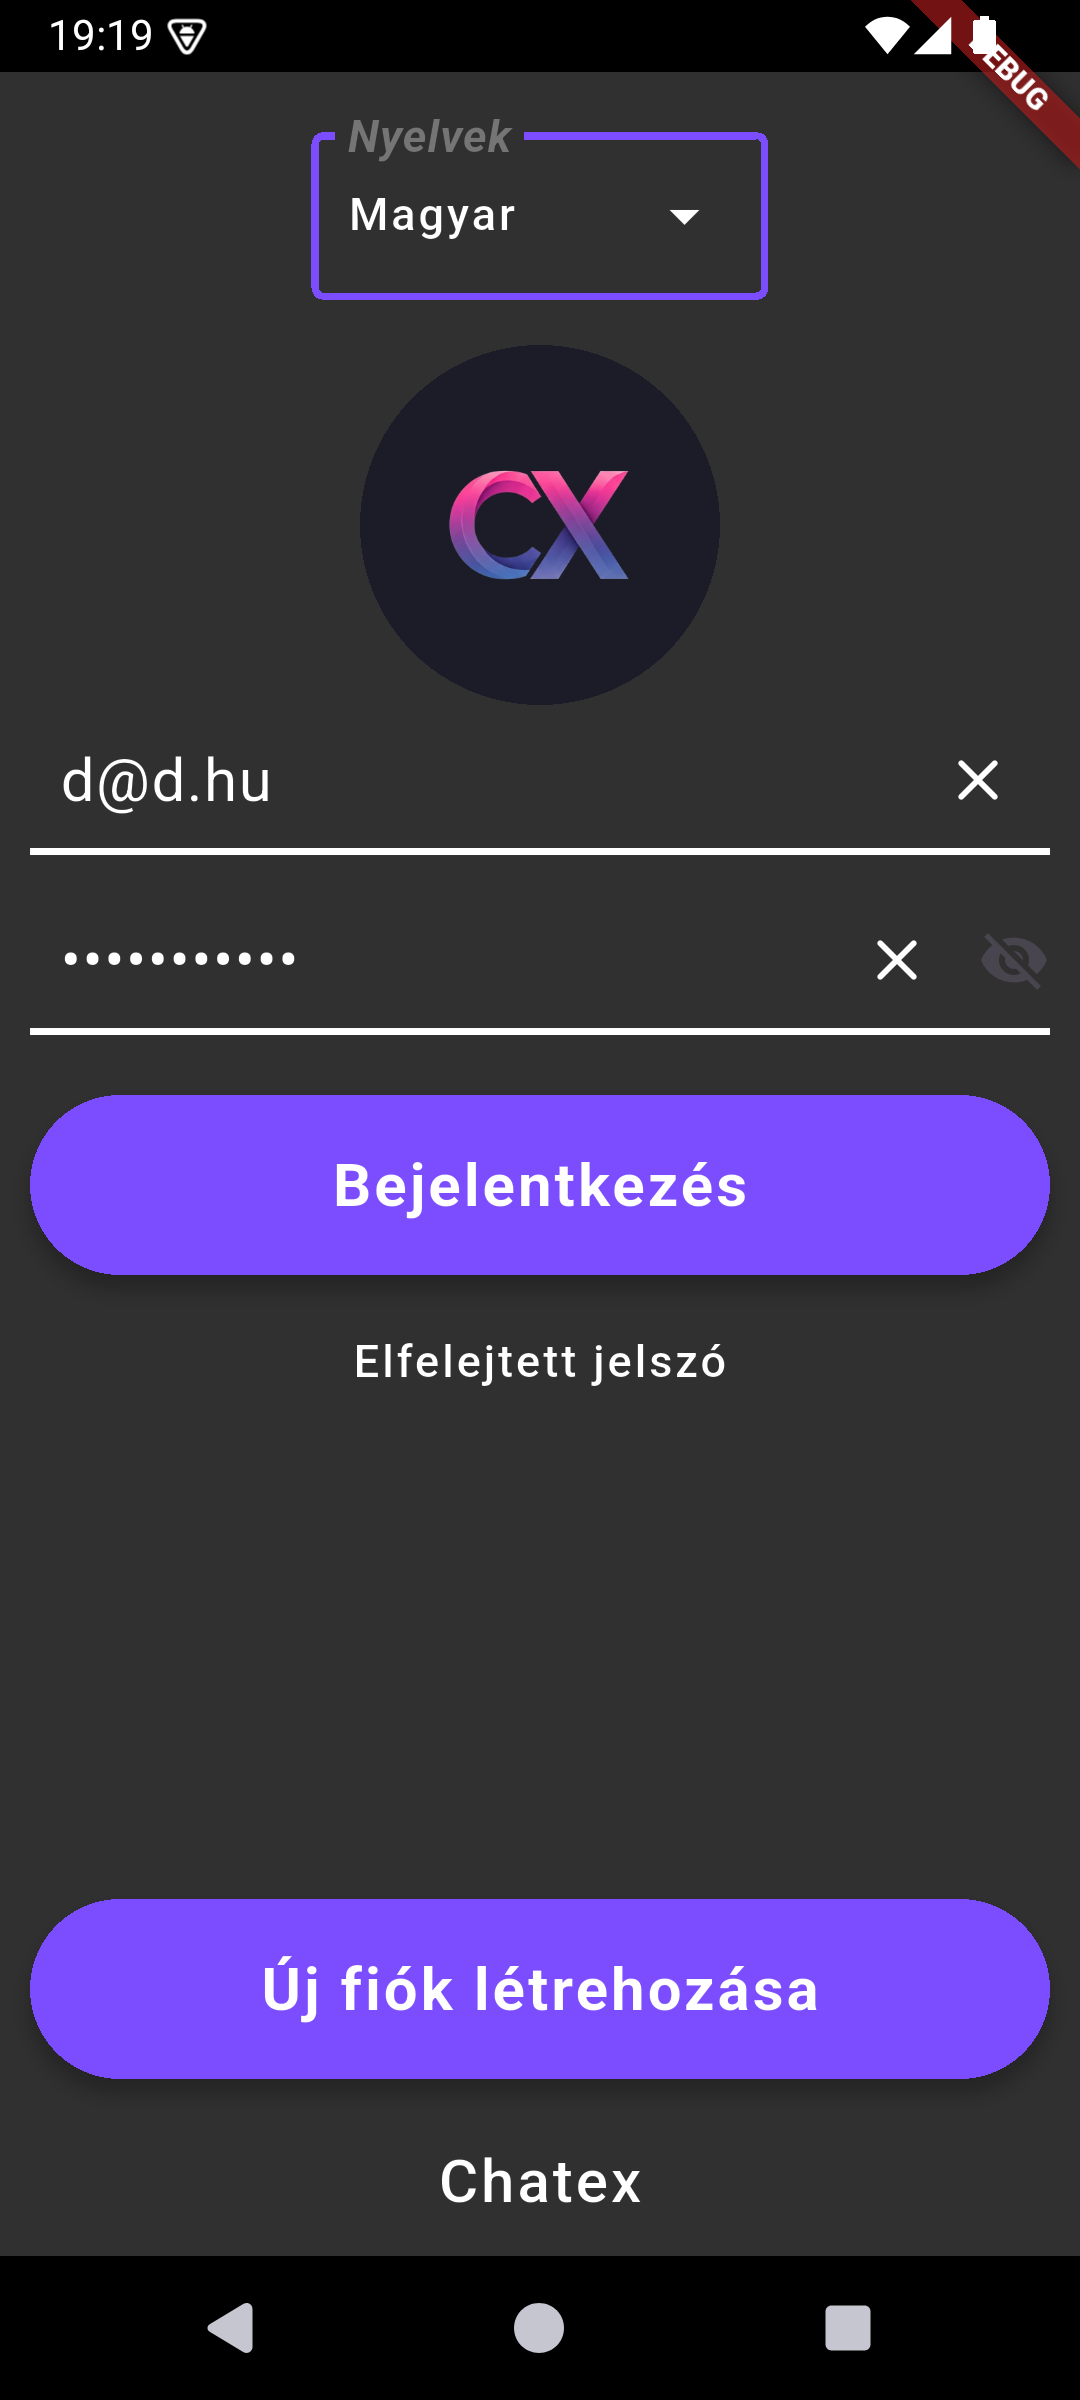 19:19
DEBUG
Nyelvek
Magyar
CX
d@d.hu
•••••••••••
Bejelentkezés
Elfelejtett jelszó
Új fiók létrehozása
Chatex